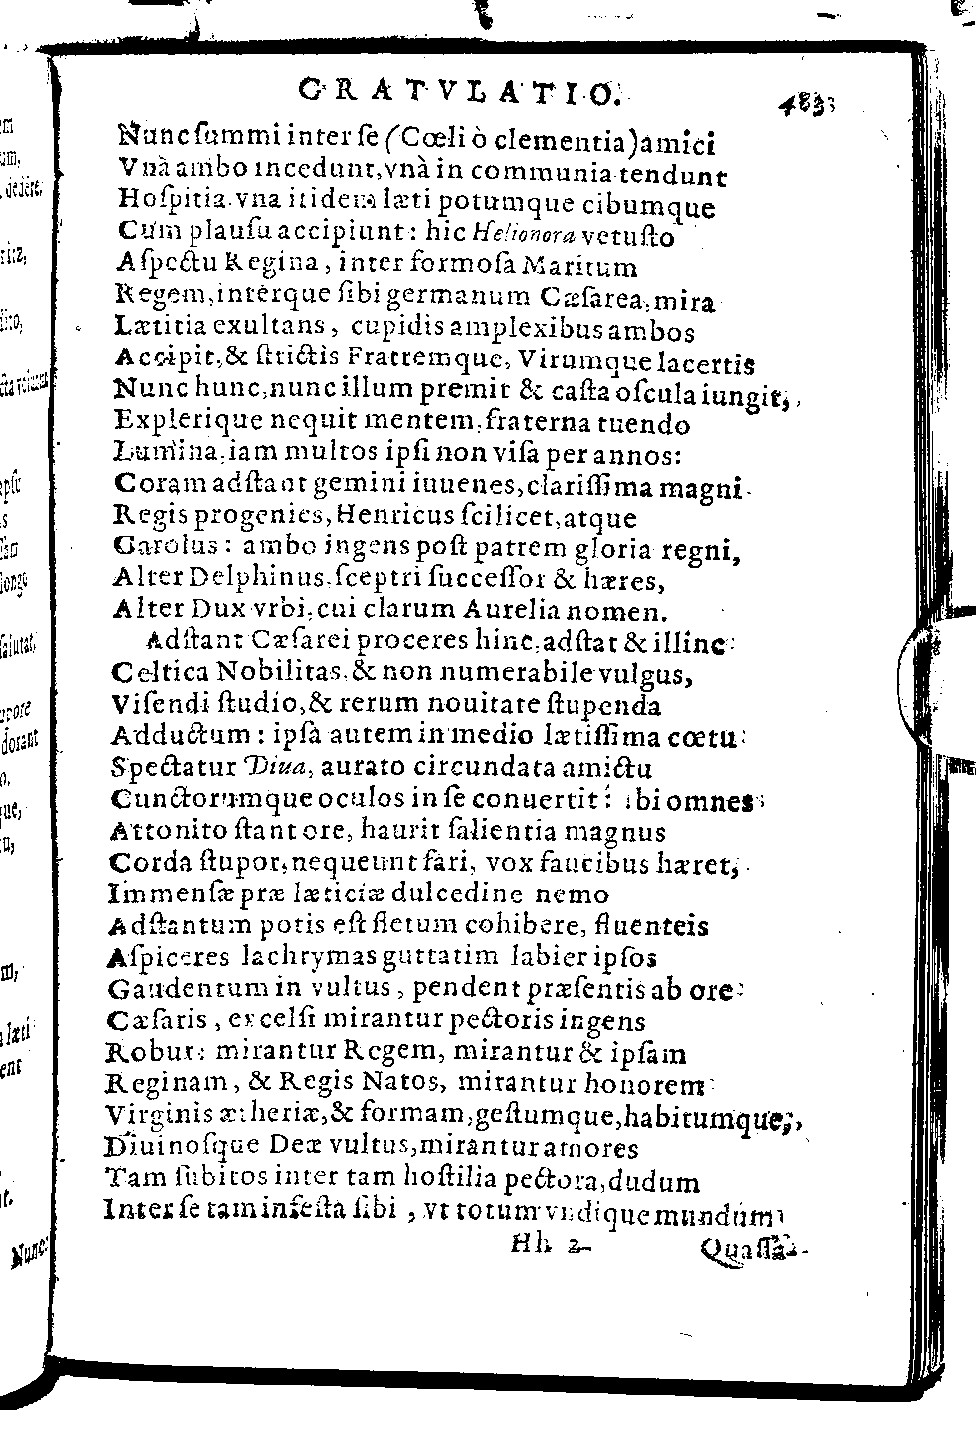 GRATVLATIO. 483
Nunc ſummi inter ſe (Cœli ò clementia) amici
Vnà ambo incedunt, vnà in communia tendunt
Hoſpitia. vna itidem læti potumque cibumque
Cùm plauſu accipiunt: hic Helionora vetuſto
Aſpectu Regina, inter formoſa Maritum
Regem, interque ſibi germanum Cæſarea, mira
Lætitia exultans, cupidis amplexibus ambos
Accipit, & ſtrictis Fratremque, Virumque lacertis
Nunc hunc, nunc illum premit & caſta oſcula iungit,
Explerique nequit mentem, fraterna tuendo
Lumina, iam multos ipſi non viſa per annos:
Coram adſtant gemini iuuenes, clariſſima magni
Regis progenies, Henricus ſcilicet, atque
Carolus: ambo ingens poſt patrem gloria regni,
Alter Delphinus, ſceptri ſucceſſor & hæres,
Alter Dux vrbi, cui clarum Aurelia nomen.
Adſtant Cæſarei proceres hinc, adſtat & illinc
Celtica Nobilitas, & non numerabile vulgus,
Viſendi ſtudio, & rerum nouitate ſtupenda
Adductum: ipſa autem in medio lætiſſima cœtu
Spectatur Diua, aurato circundata amictu
Cunctorumque oculos in ſe conuertit: ibi omnes
Attonito ſtant ore, haurit ſalientia magnus
Corda ſtupor, nequeunt fari, vox faucibus hæret,
Immenſæ præ læticiæ dulcedine nemo
Adſtantum potis eſt fletum cohibere, fluenteis
Aſpiceres lachrymas guttatim labier ipſos
Gaudentum in vultus, pendent præſentis ab ore
Cæſaris, excelſi mirantur pectoris ingens
Robur: mirantur Regem, mirantur & ipſam
Reginam, & Regis Natos, mirantur honorem
Virginis ætheriæ, & formam, geſtumque, habitumque,
Diuinoſque Deæ vultus, mirantur amores
Tam ſubitos inter tam hoſtilia pectora, dudum
Inter ſe tam infeſta ſibi, vt totum vndique mundum
Hh 2 Quaſſa-